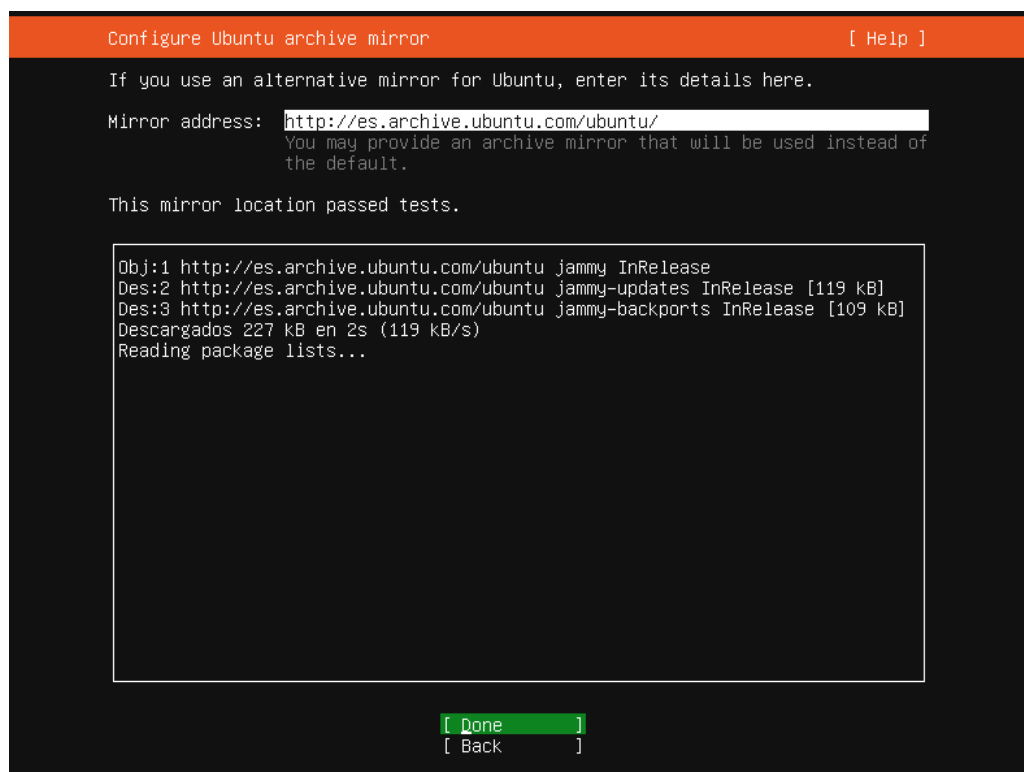 Configure Ubuntu archive mirror [ Help ]
If you use an alternative mirror for Ubuntu, enter its details here.
Mirror address: http://es.archive.ubuntu.com/ubuntu/
You may provide an archive mirror that will be used instead of
the default.
This mirror location passed tests.
Obj:1 http://es.archive.ubuntu.com/ubuntu jammy InRelease
Des:2 http://es.archive.ubuntu.com/ubuntu jammy-updates InRelease [119 kB]
Des:3 http://es.archive.ubuntu.com/ubuntu jammy-backports InRelease [109 kB]
Descargados 227 kB en 2s (119 kB/s)
Reading package lists...
[ Done ]
[ Back ]